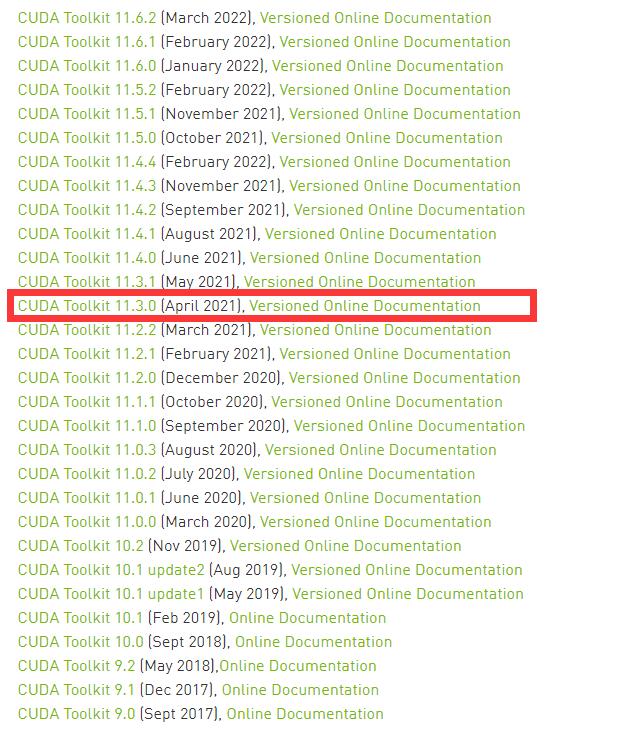 CUDA Toolkit 11.6.2 (March 2022), Versioned Online Documentation
CUDA Toolkit 11.6.1 (February 2022), Versioned Online Documentation
CUDA Toolkit 11.6.0 (January 2022), Versioned Online Documentation
CUDA Toolkit 11.5.2 (February 2022), Versioned Online Documentation
CUDA Toolkit 11.5.1 (November 2021), Versioned Online Documentation
CUDA Toolkit 11.5.0 (October 2021), Versioned Online Documentation
CUDA Toolkit 11.4.4 (February 2022), Versioned Online Documentation
CUDA Toolkit 11.4.3 (November 2021), Versioned Online Documentation
CUDA Toolkit 11.4.2 (September 2021), Versioned Online Documentation
CUDA Toolkit 11.4.1 (August 2021), Versioned Online Documentation
CUDA Toolkit 11.4.0 (June 2021), Versioned Online Documentation
CUDA Toolkit 11.3.1 (May 2021), Versioned Online Documentation
CUDA Toolkit 11.3.0 (April 2021), Versioned Online Documentation
CUDA Toolkit 11.2.2 (March 2021), Versioned Online Documentation
CUDA Toolkit 11.2.1 (February 2021), Versioned Online Documentation
CUDA Toolkit 11.2.0 (December 2020), Versioned Online Documentation
CUDA Toolkit 11.1.1 (October 2020), Versioned Online Documentation
CUDA Toolkit 11.1.0 (September 2020), Versioned Online Documentation
CUDA Toolkit 11.0.3 (August 2020), Versioned Online Documentation
CUDA Toolkit 11.0.2 (July 2020), Versioned Online Documentation
CUDA Toolkit 11.0.1 (June 2020), Versioned Online Documentation
CUDA Toolkit 11.0.0 (March 2020), Versioned Online Documentation
CUDA Toolkit 10.2 (Nov 2019), Versioned Online Documentation
CUDA Toolkit 10.1 update2 (Aug 2019), Versioned Online Documentation
CUDA Toolkit 10.1 update1 (May 2019), Versioned Online Documentation
CUDA Toolkit 10.1 (Feb 2019), Online Documentation
CUDA Toolkit 10.0 (Sept 2018), Online Documentation
CUDA Toolkit 9.2 (May 2018),Online Documentation
CUDA Toolkit 9.1 (Dec 2017), Online Documentation
CUDA Toolkit 9.0 (Sept 2017), Online Documentation